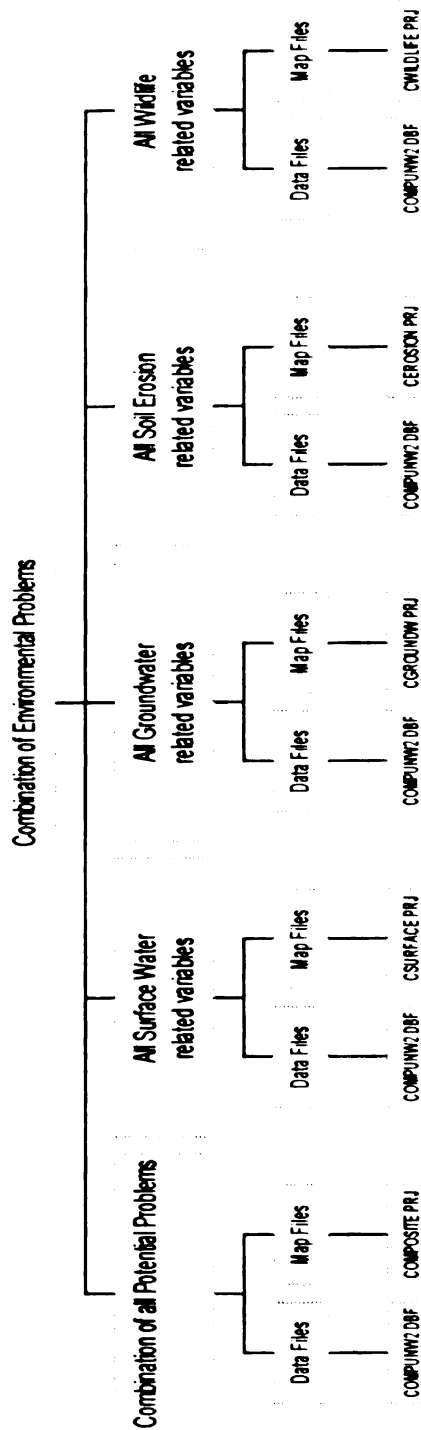 Combination of Environmental Problems
Combination of all Potential Problems
Data Files
Map Files
COMPUNW2 DBF
COMPOSITE PRJ
All Surface Water
related variables
Data Files
Map Files
COMPUNW2 DBF
CSURFACE PRJ
All Groundwater
related variables
Data Files
Map Files
COMPUNW2 DBF
CGROUNDW PRJ
All Soil Erosion
related variables
Data Files
Map Files
COMPUNW2 DBF
CEROSION PRJ
All Wildlife
related variables
Data Files
Map Files
COMPUNW2 DBF
CWILDLIFE PRJ